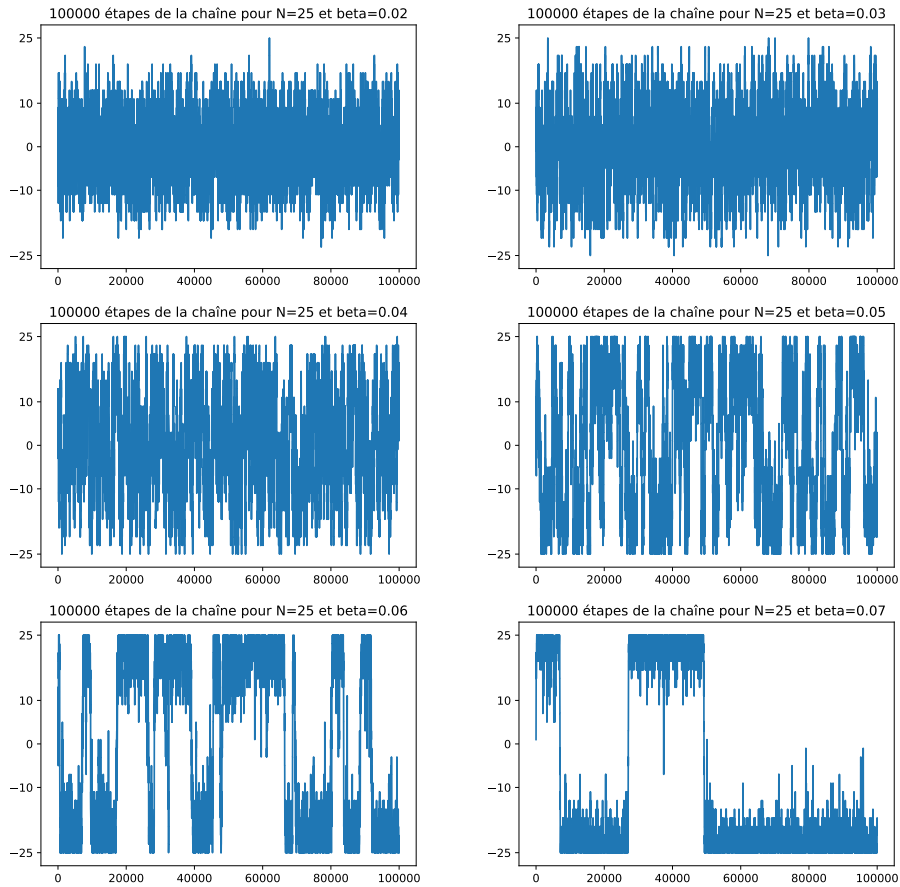 100000 étapes de la chaîne pour N=25 et beta=0.02
25
10
0
−10
−25
0 20000 40000 60000 80000 100000
100000 étapes de la chaîne pour N=25 et beta=0.03
25
10
0
−10
−25
0 20000 40000 60000 80000 100000
100000 étapes de la chaîne pour N=25 et beta=0.04
25
10
0
−10
−25
0 20000 40000 60000 80000 100000
100000 étapes de la chaîne pour N=25 et beta=0.05
25
10
0
−10
−25
0 20000 40000 60000 80000 100000
100000 étapes de la chaîne pour N=25 et beta=0.06
25
10
0
−10
−25
0 20000 40000 60000 80000 100000
100000 étapes de la chaîne pour N=25 et beta=0.07
25
10
0
−10
−25
0 20000 40000 60000 80000 100000